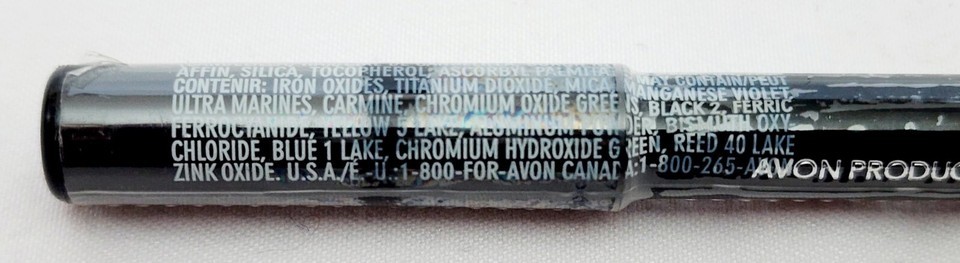 AFFIN, SILICA, TOCOPHEROL, ASCORBYL PALMITA MAY CONTAIN/PEUT
CONTENIR: IRON OXIDES, TITANIUM DIOXIDE, MICA, MANGANESE VIOLET,
ULTRA MARINES, CARMINE, CHROMIUM OXIDE GREENS, BLACK 2, FERRIC
FERROCYANIDE, YELLOW 5 LAKE, ALUMINUM POWDER, BISMUTH OXY-
CHLORIDE, BLUE 1 LAKE, CHROMIUM HYDROXIDE GREEN, REED 40 LAKE
ZINK OXIDE. U.S.A./É.-U.:1-800-FOR-AVON CANADA:1-800-265-AVON
AVON PRODUC